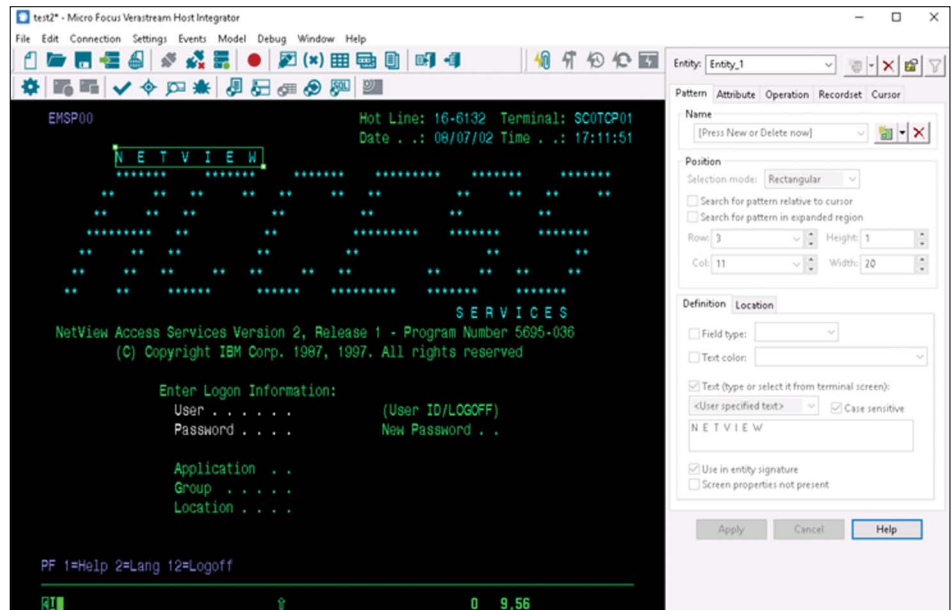 test2* - Micro Focus Verastream Host Integrator
File Edit Connection Settings Events Model Debug Window Help
Entity: Entity_1
Pattern Attribute Operation Recordset Cursor
Name
[Press New or Delete now]
Position
Selection mode: Rectangular
Search for pattern relative to cursor
Search for pattern in expanded region
Row: 3 Height: 1
Col: 11 Width: 20
Definition Location
Field type:
Text color:
Text (type or select it from terminal screen):
<User specified text> Case sensitive
N E T V I E W
Use in entity signature
Screen properties not present
Apply Cancel Help
EMSP00 Hot Line: 16-6132 Terminal: SC0TCP01
Date . .: 08/07/02 Time . .: 17:11:51
N E T V I E W
ACCESS
S E R V I C E S
NetView Access Services Version 2, Release 1 - Program Number 5695-036
(C) Copyright IBM Corp. 1987, 1997. All rights reserved
Enter Logon Information:
User . . . . . . (User ID/LOGOFF)
Password . . . . New Password . .
Application . .
Group . . . . .
Location . . . .
PF 1=Help 2=Lang 12=Logoff
0 9,56